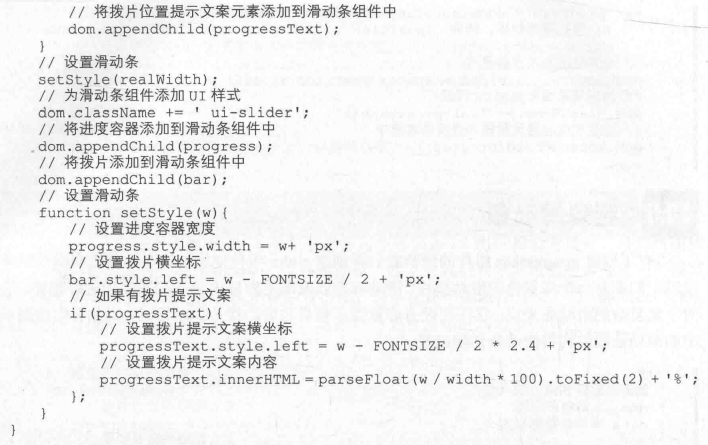 // 将拨片位置提示文案元素添加到滑动条组件中
dom.appendChild(progressText);
}
// 设置滑动条
setStyle(realWidth);
// 为滑动条组件添加 UI 样式
dom.className += ' ui-slider';
// 将进度容器添加到滑动条组件中
dom.appendChild(progress);
// 将拨片添加到滑动条组件中
dom.appendChild(bar);
// 设置滑动条
function setStyle(w){
// 设置进度容器宽度
progress.style.width = w+ 'px';
// 设置拨片横坐标
bar.style.left = w - FONTSIZE / 2 + 'px';
// 如果有拨片提示文案
if(progressText){
// 设置拨片提示文案横坐标
progressText.style.left = w - FONTSIZE / 2 * 2.4 + 'px';
// 设置拨片提示文案内容
progressText.innerHTML = parseFloat(w / width * 100).toFixed(2) + '%';
};
}
}